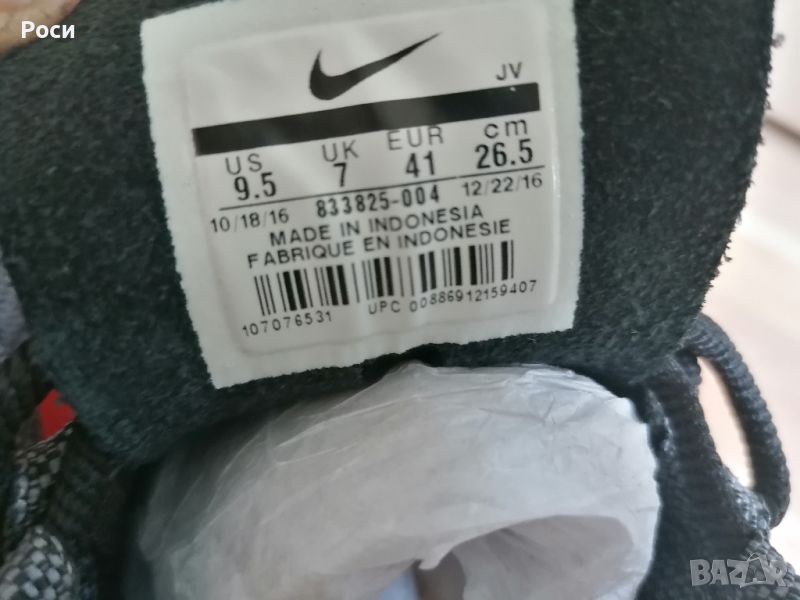 Роси
JV
US UK EUR cm
9.5 7 41 26.5
10/18/16 833825-004 12/22/16
MADE IN INDONESIA
FABRIQUE EN INDONESIE
107076531 UPC 00886912159407
BAZAR